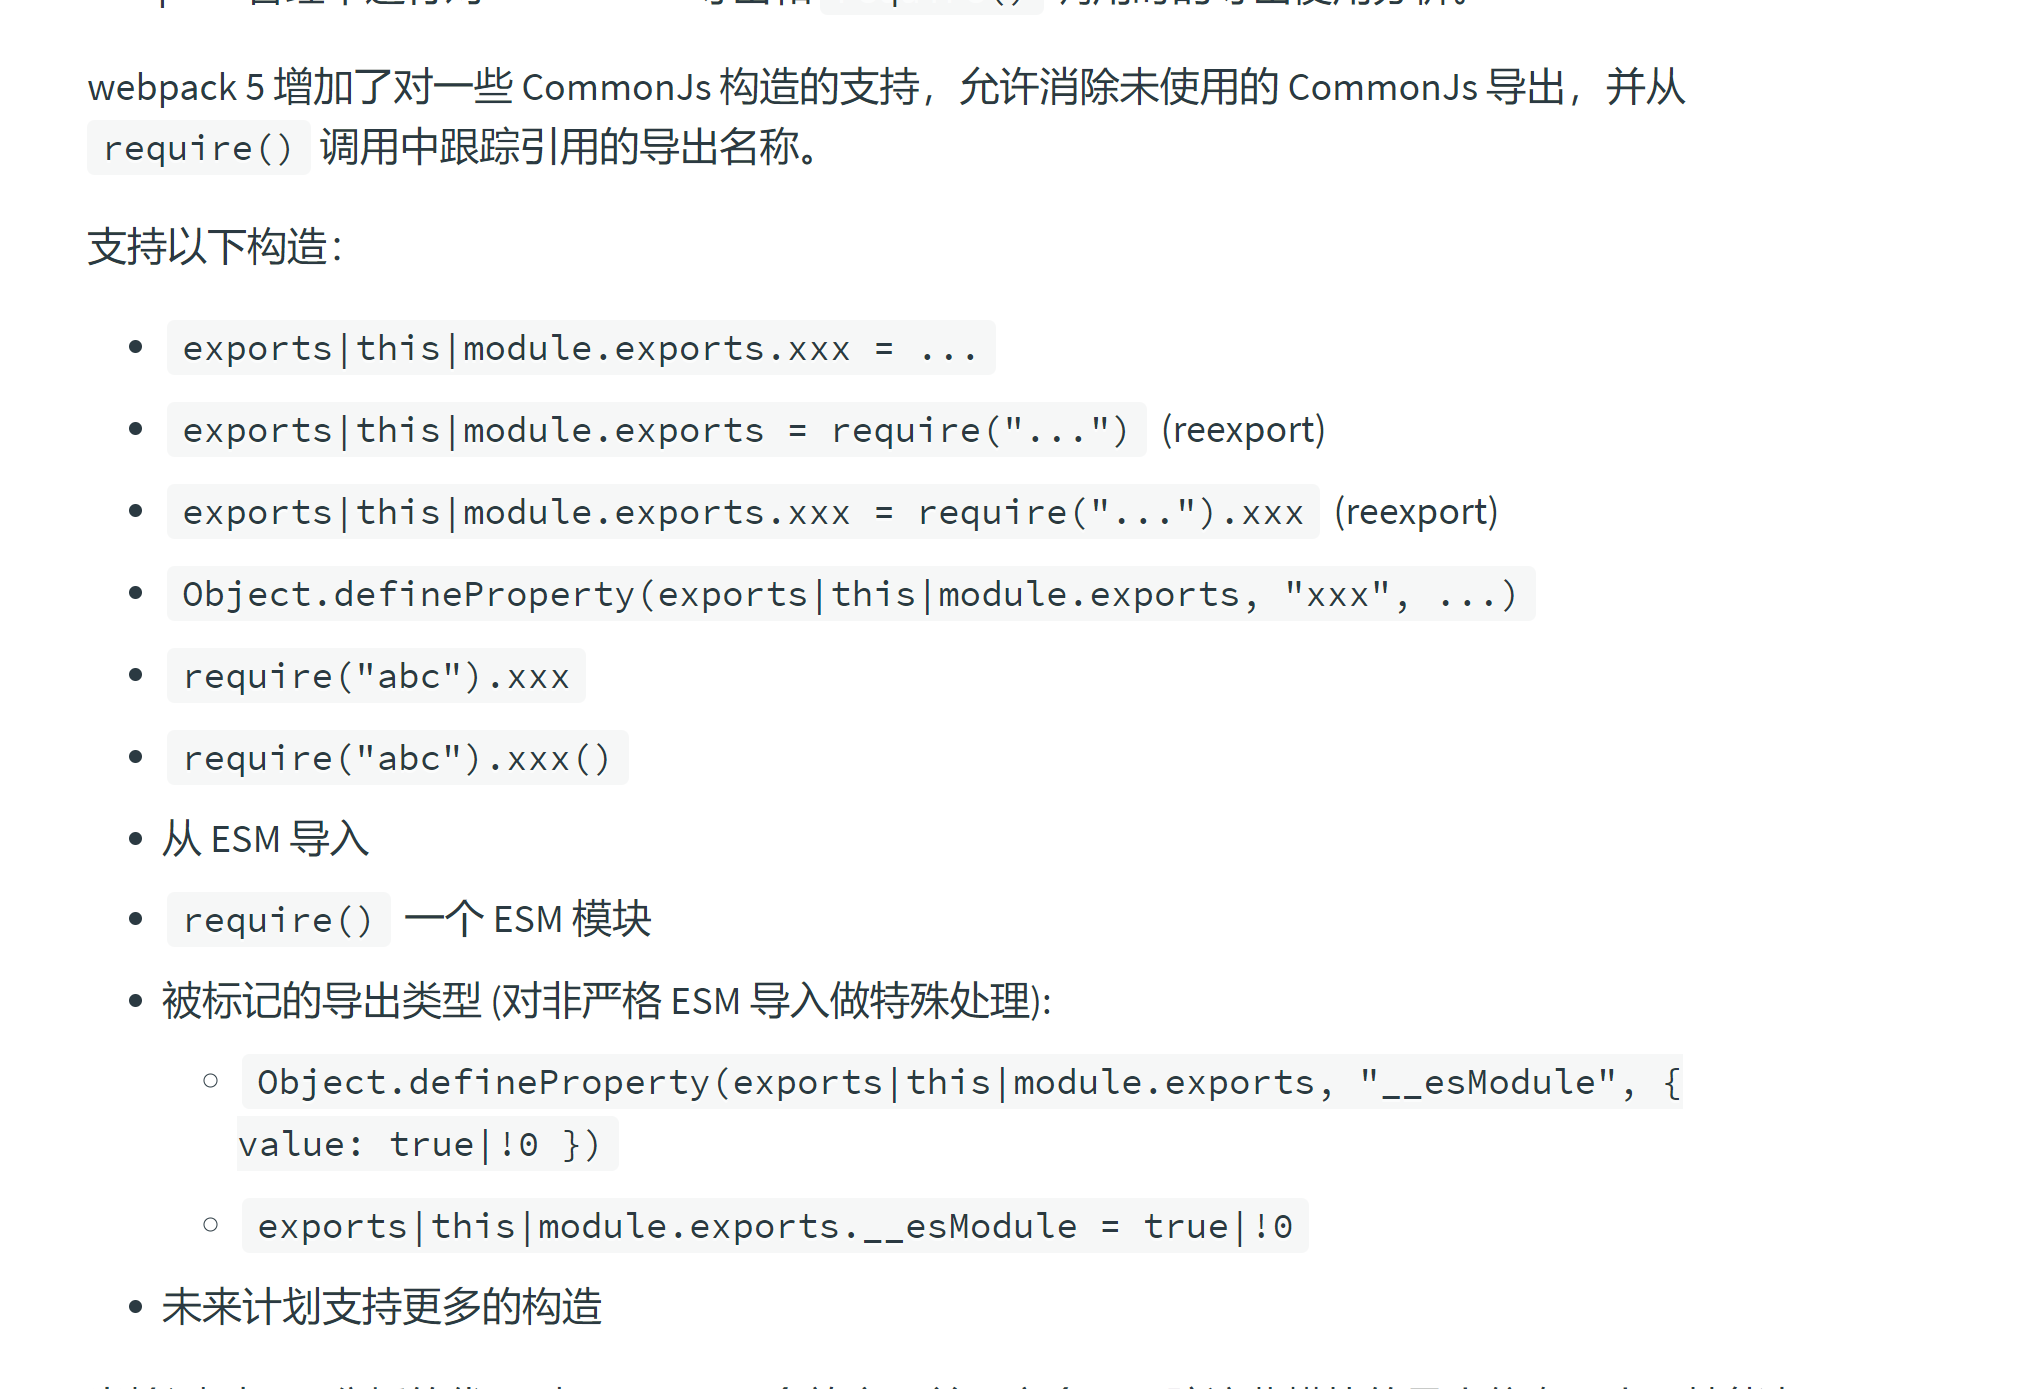 webpack 5 增加了对一些 CommonJs 构造的支持，允许消除未使用的 CommonJs 导出，并从
require() 调用中跟踪引用的导出名称。
支持以下构造：
exports|this|module.exports.xxx = ...
exports|this|module.exports = require("...") (reexport)
exports|this|module.exports.xxx = require("...").xxx (reexport)
Object.defineProperty(exports|this|module.exports, "xxx", ...)
require("abc").xxx
require("abc").xxx()
从 ESM 导入
require() 一个 ESM 模块
被标记的导出类型 (对非严格 ESM 导入做特殊处理):
Object.defineProperty(exports|this|module.exports, "__esModule", {
value: true|!0 })
exports|this|module.exports.__esModule = true|!0
未来计划支持更多的构造